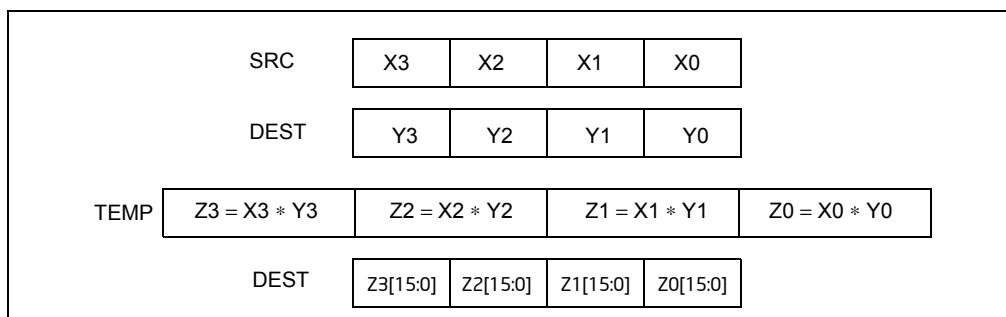 SRC X3 X2 X1 X0
DEST Y3 Y2 Y1 Y0
TEMP Z3 = X3 ∗ Y3 Z2 = X2 ∗ Y2 Z1 = X1 ∗ Y1 Z0 = X0 ∗ Y0
DEST Z3[15:0] Z2[15:0] Z1[15:0] Z0[15:0]